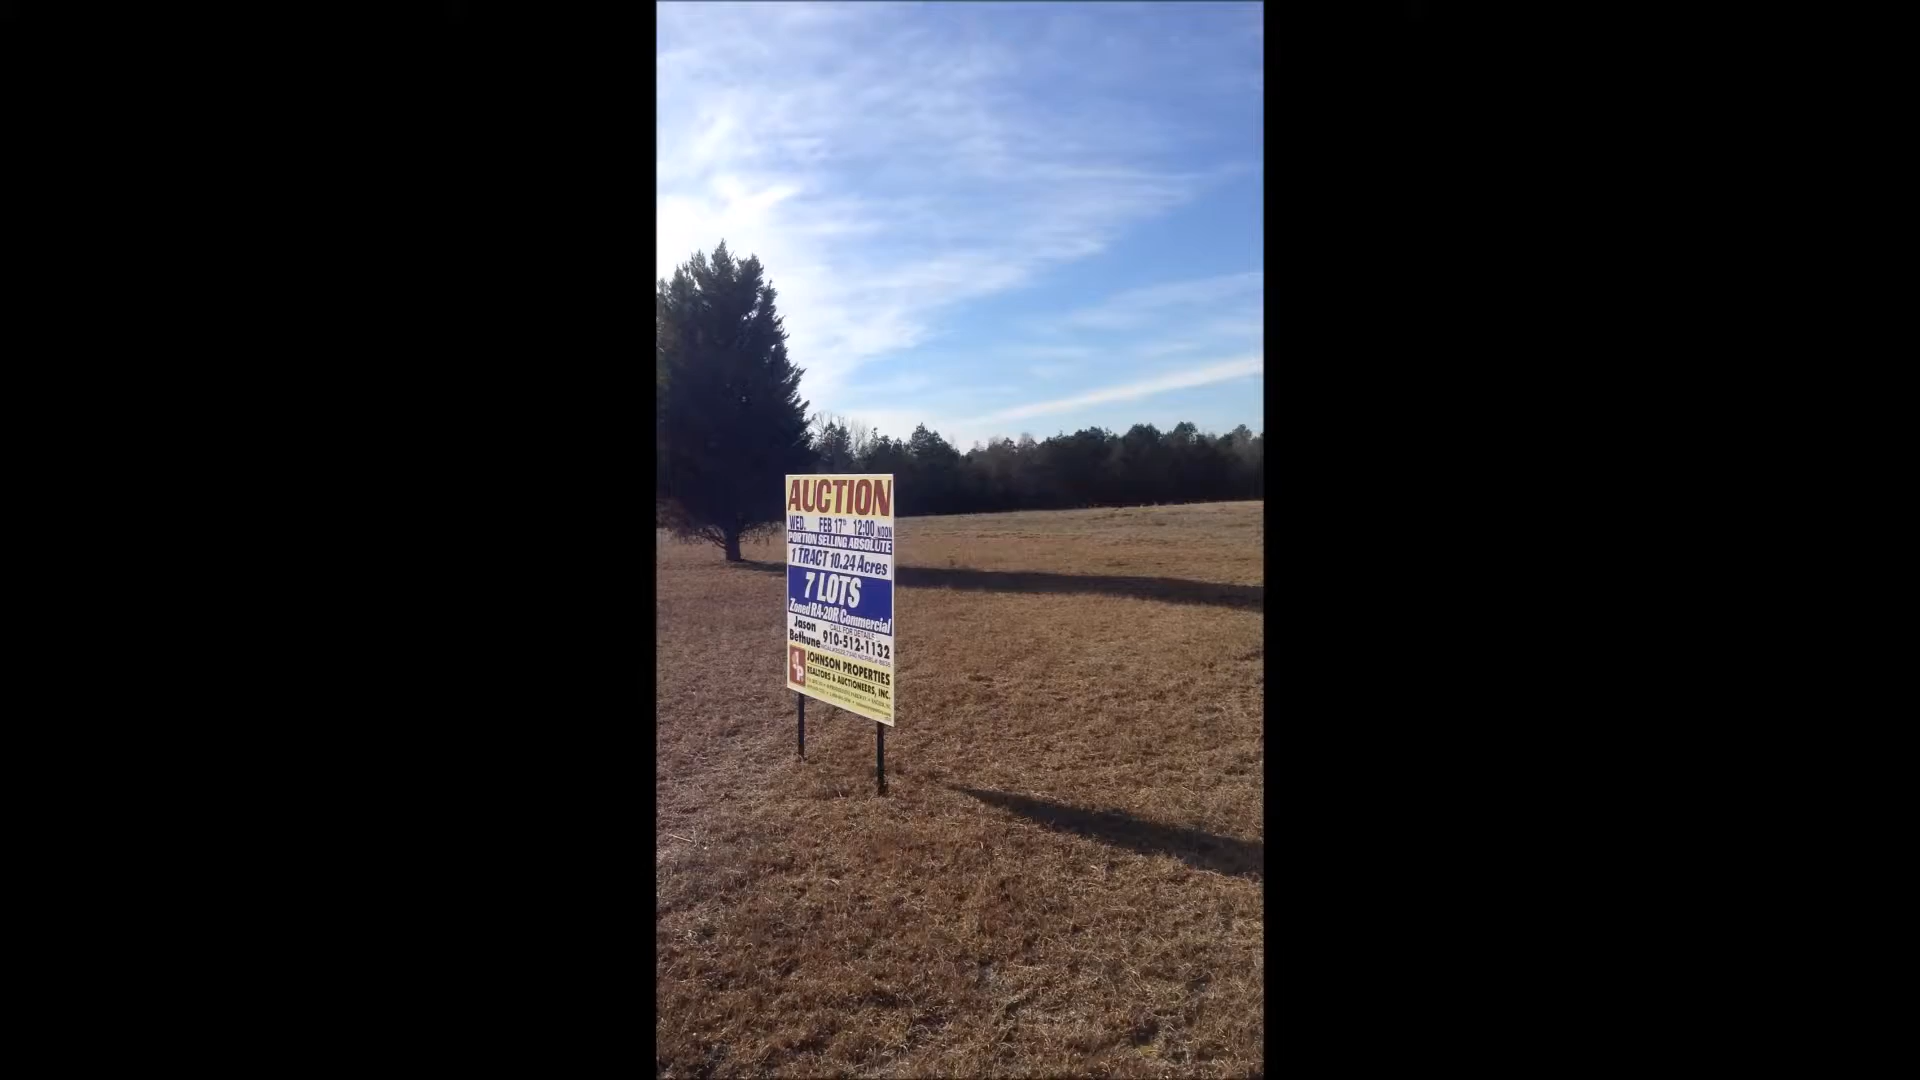 AUCTION
WED. FEB 17th 12:00 NOON
PORTION SELLING ABSOLUTE
1 TRACT 10.24 Acres
7 LOTS
Zoned RA-20R Commercial
Jason Bethune
CALL FOR DETAILS
910-512-1132
JOHNSON PROPERTIES
REALTORS & AUCTIONEERS, INC.